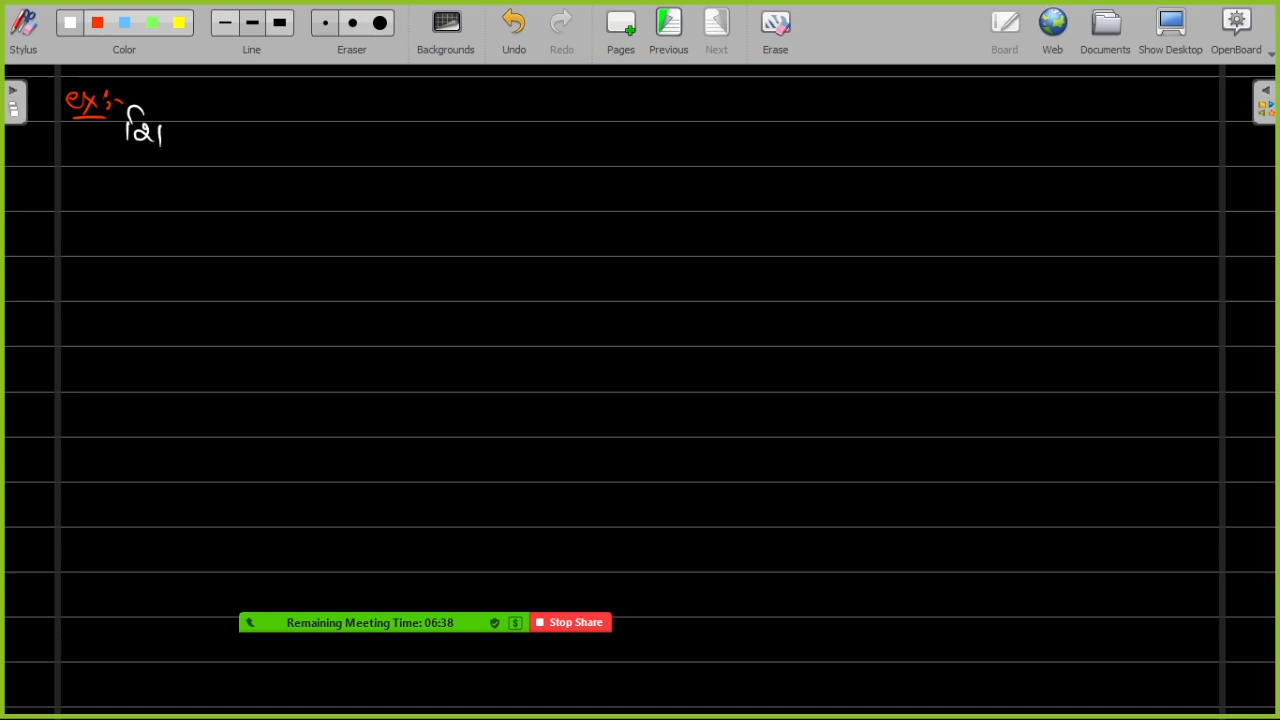 Stylus Color Line Eraser Backgrounds Undo Redo Pages Previous Next Erase Board Web Documents Show Desktop OpenBoard
ex:-
Remaining Meeting Time: 06:38 Stop Share